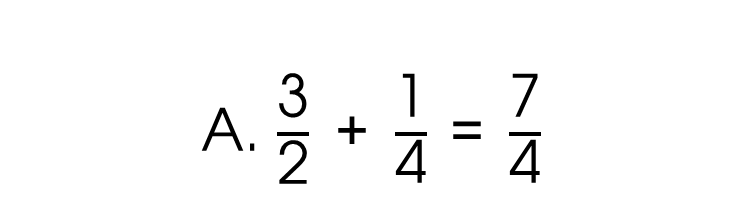 A. 3/2 + 1/4 = 7/4